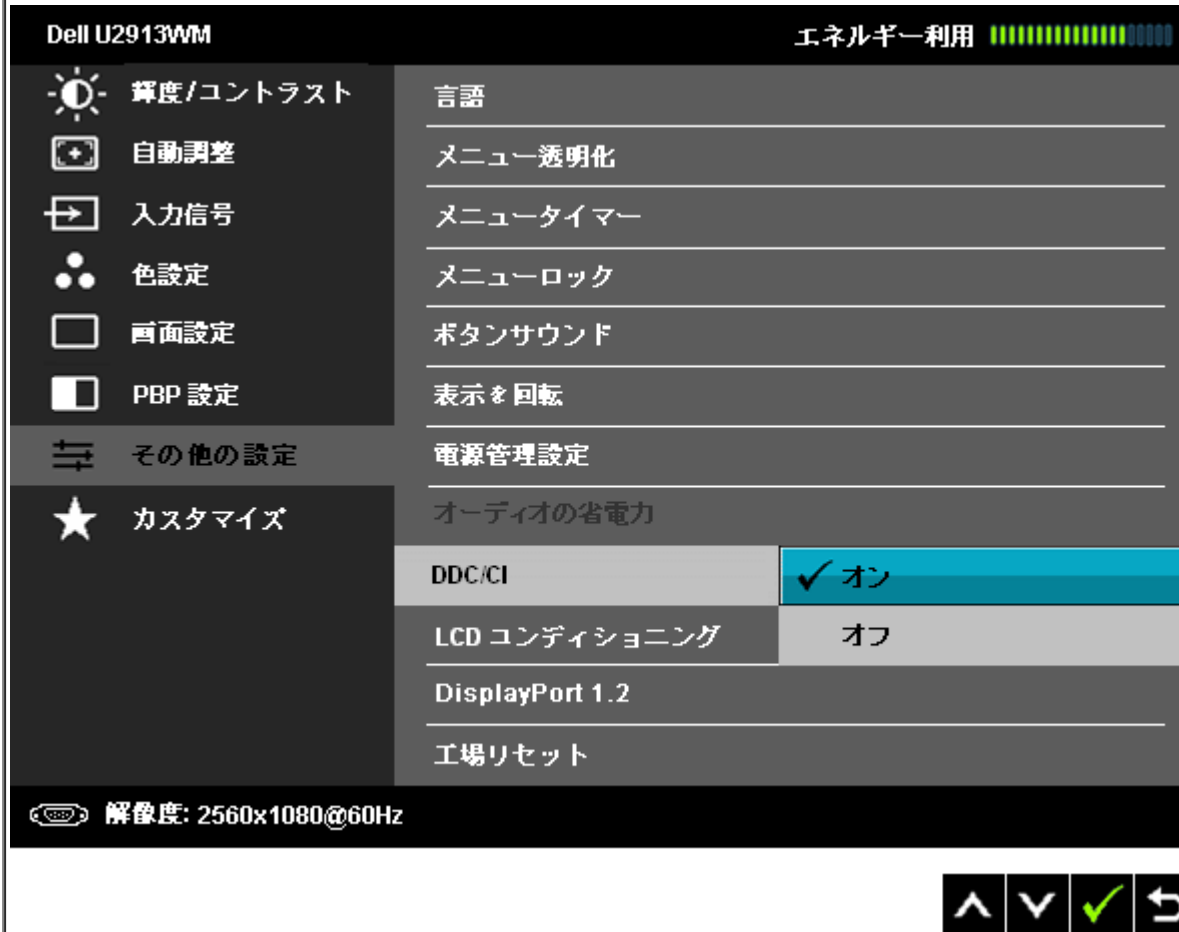 Dell U2913WM
エネルギー利用
輝度/コントラスト
自動調整
入力信号
色設定
画面設定
PBP 設定
その他の設定
カスタマイズ
言語
メニュー透明化
メニュータイマー
メニューロック
ボタンサウンド
表示を回転
電源管理設定
オーディオの省電力
DDC/CI
オン
オフ
LCD コンディショニング
DisplayPort 1.2
工場リセット
解像度: 2560x1080@60Hz